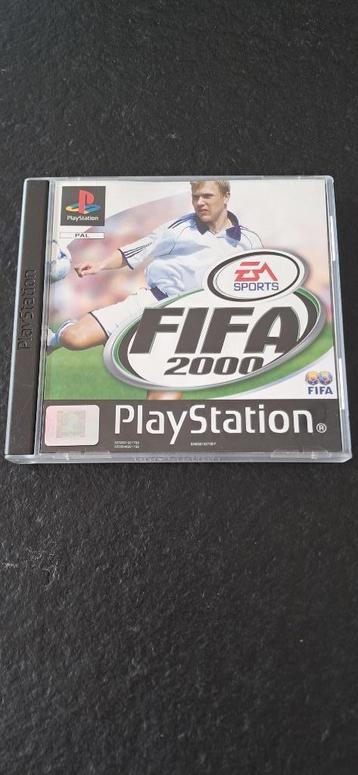 PlayStation
PAL
PlayStation
EA
SPORTS
FIFA
2000
FIFA
PlayStation®